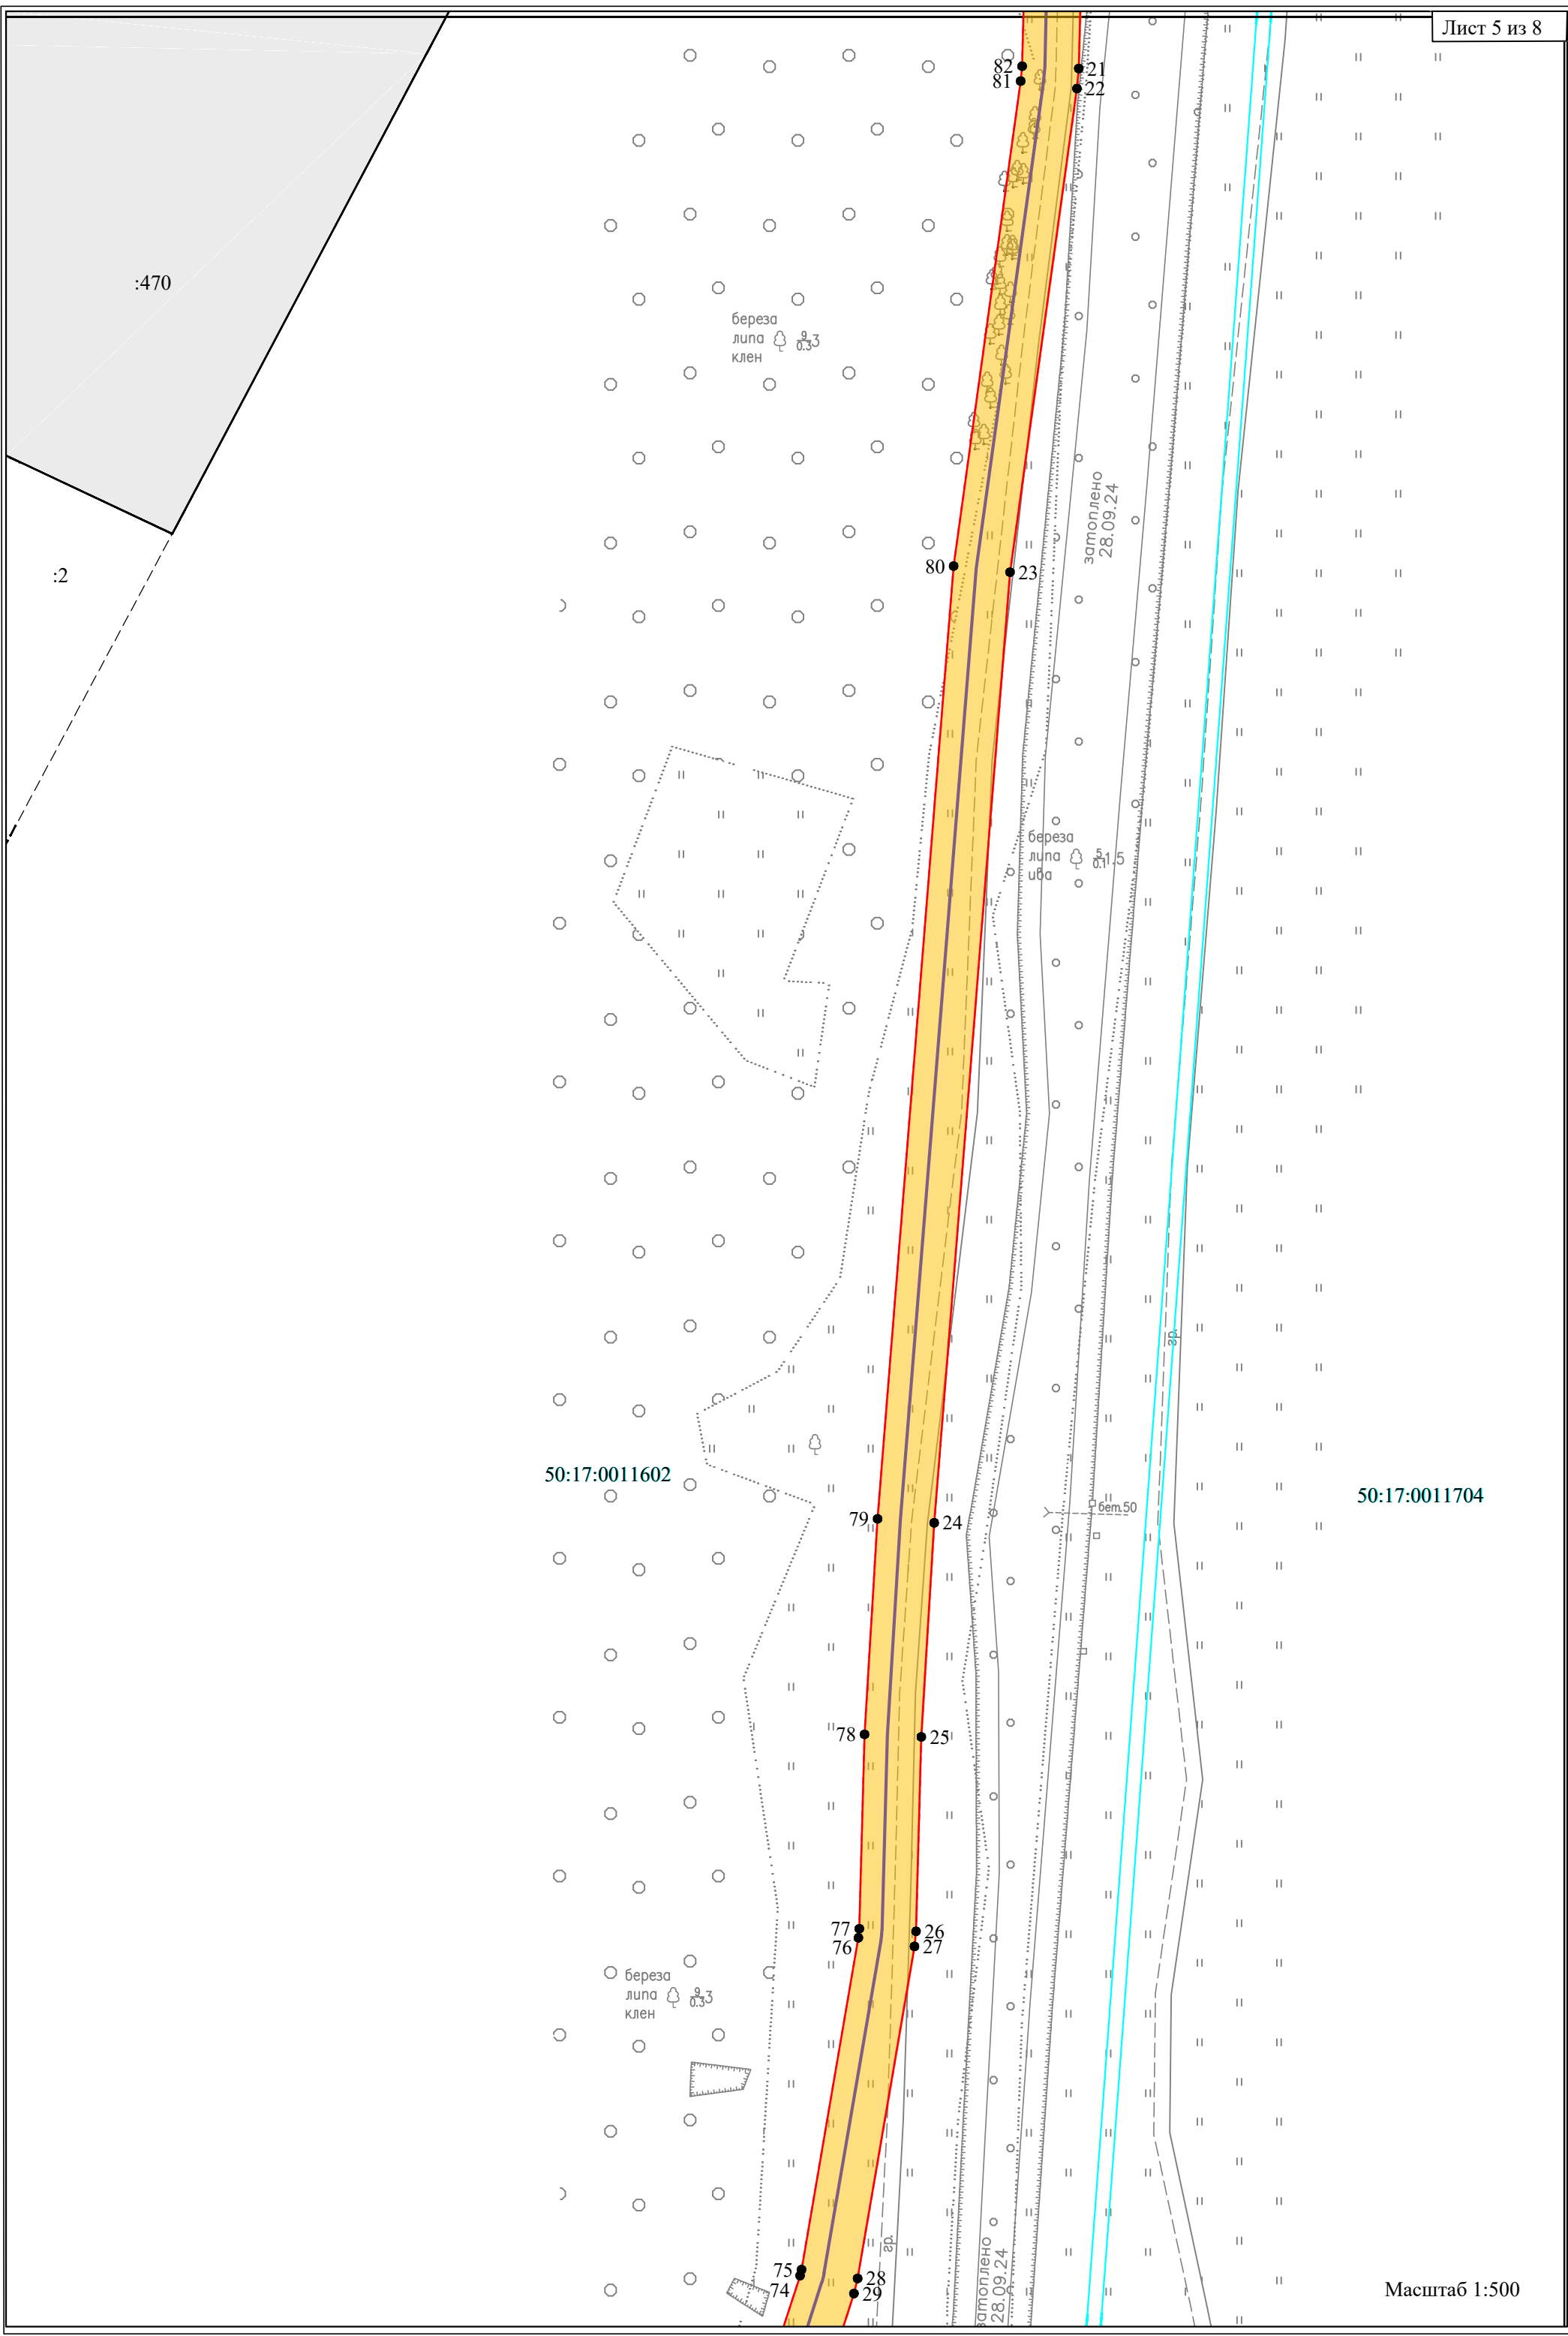 Лист 5 из 8
82
81
21
22
:470
береза
липа 9 3
клен 0.3
затоплено
28.09.24
80
23
:2
береза
липа 5 1.5
ива 0.1
гр.
50:17:0011602
50:17:0011704
бет.50
79
24
78
25
77
76
26
27
береза
липа 9 3
клен 0.3
гр.
затоплено
28.09.24
75
74
28
29
Масштаб 1:500